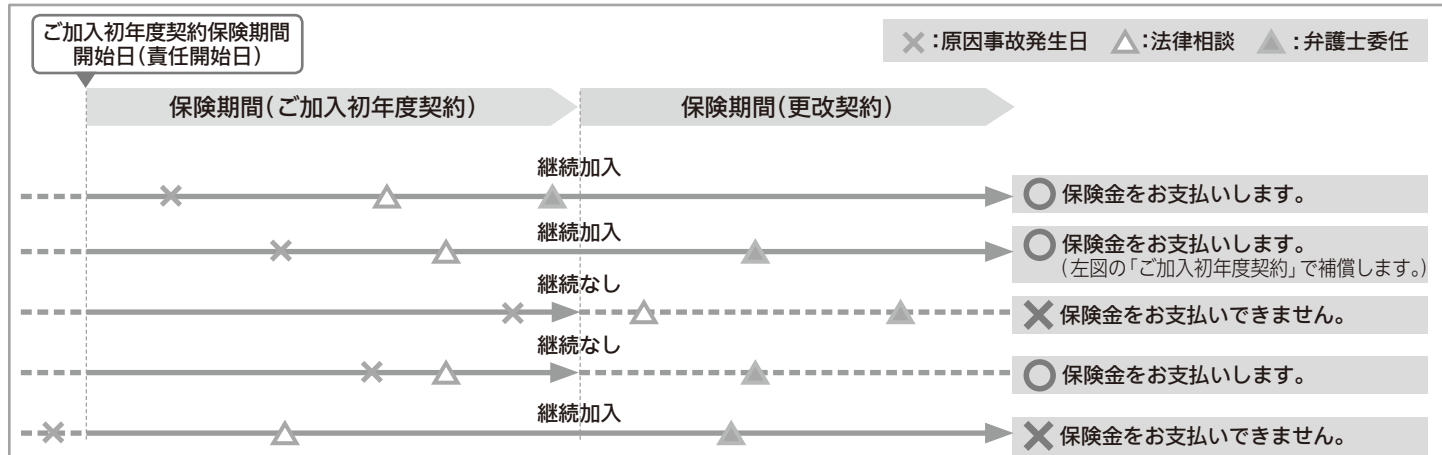 ご加入初年度契約保険期間
開始日（責任開始日）
×：原因事故発生日 △：法律相談 ▲：弁護士委任
保険期間（ご加入初年度契約） 保険期間（更改契約）
継続加入
○ 保険金をお支払いします。
継続加入
○ 保険金をお支払いします。
（左図の「ご加入初年度契約」で補償します。）
継続なし
× 保険金をお支払いできません。
継続なし
○ 保険金をお支払いします。
継続加入
× 保険金をお支払いできません。